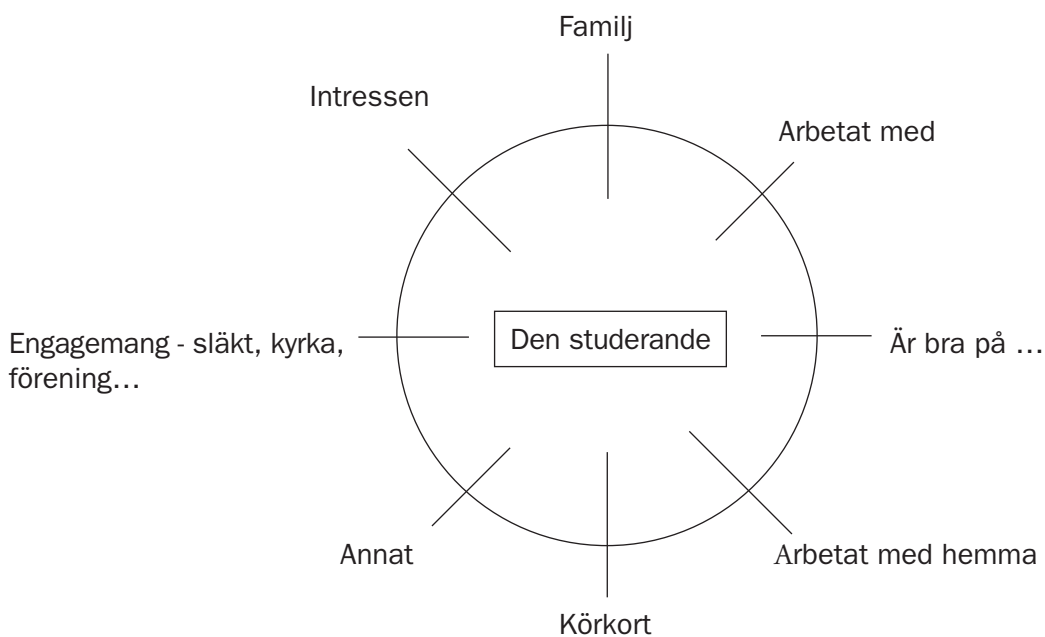 Familj
Intressen
Arbetat med
Engagemang - släkt, kyrka,
förening…
Den studerande
Är bra på …
Annat
Arbetat med hemma
Körkort